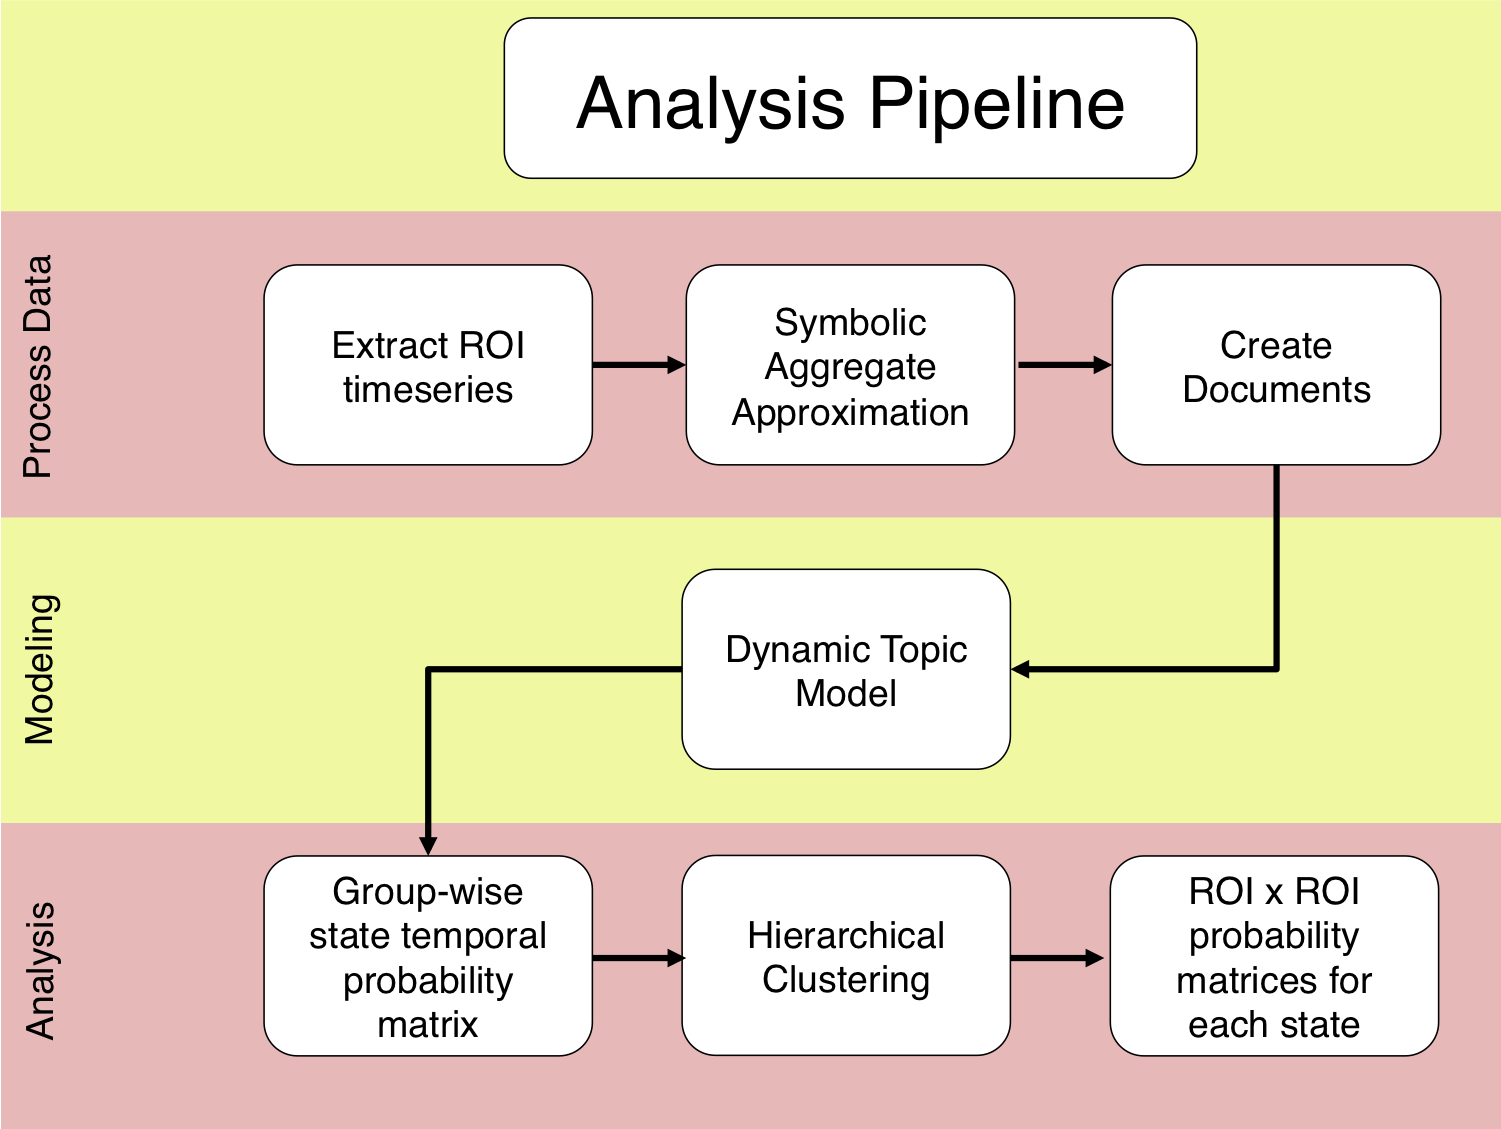 Analysis Pipeline
Process Data
Extract ROI
timeseries
Symbolic
Aggregate
Approximation
Create
Documents
Modeling
Dynamic Topic
Model
Analysis
Group-wise
state temporal
probability
matrix
Hierarchical
Clustering
ROI x ROI
probability
matrices for
each state